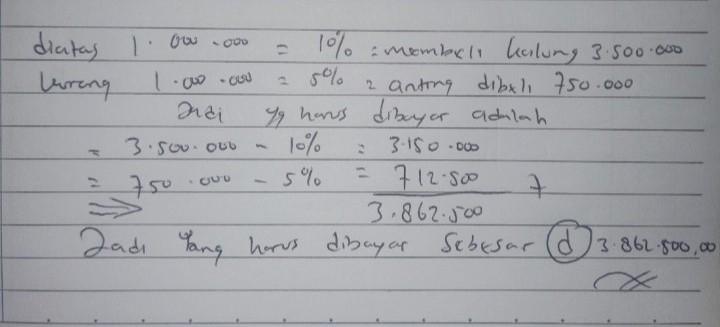 diatas 1.000.000 = 10% = membeli kalung 3.500.000
kurang 1.000.000 = 5% = anting dibeli 750.000
Jadi yg harus dibayar adalah
= 3.500.000 - 10% = 3.150.000
= 750.000 - 5% = 712.500 +
⇒ 3.862.500
Jadi Yang harus dibayar Sebesar (d) 3.862.500,00